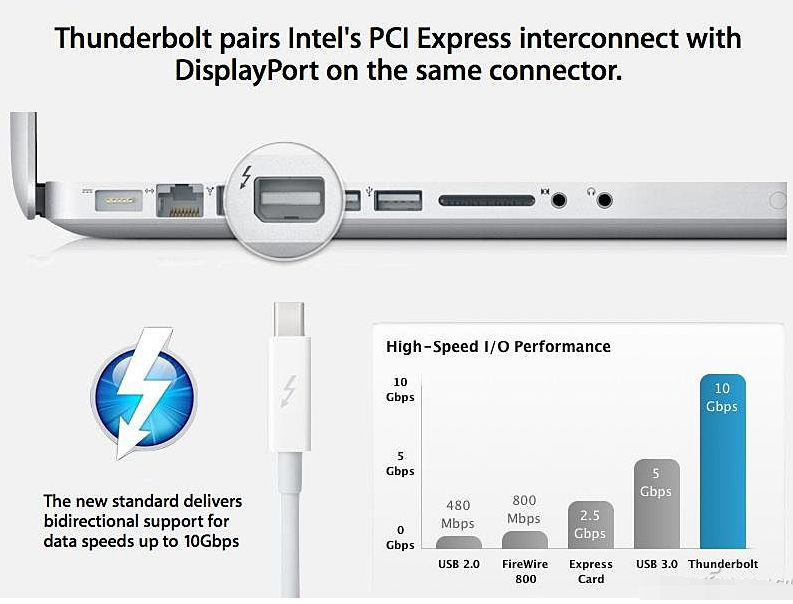 Thunderbolt pairs Intel's PCI Express interconnect with
DisplayPort on the same connector.
The new standard delivers
bidirectional support for
data speeds up to 10Gbps
High-Speed I/O Performance
10
Gbps
5
Gbps
0
Gbps
480
Mbps
800
Mbps
2.5
Gbps
5
Gbps
10
Gbps
USB 2.0
FireWire
800
Express
Card
USB 3.0
Thunderbolt